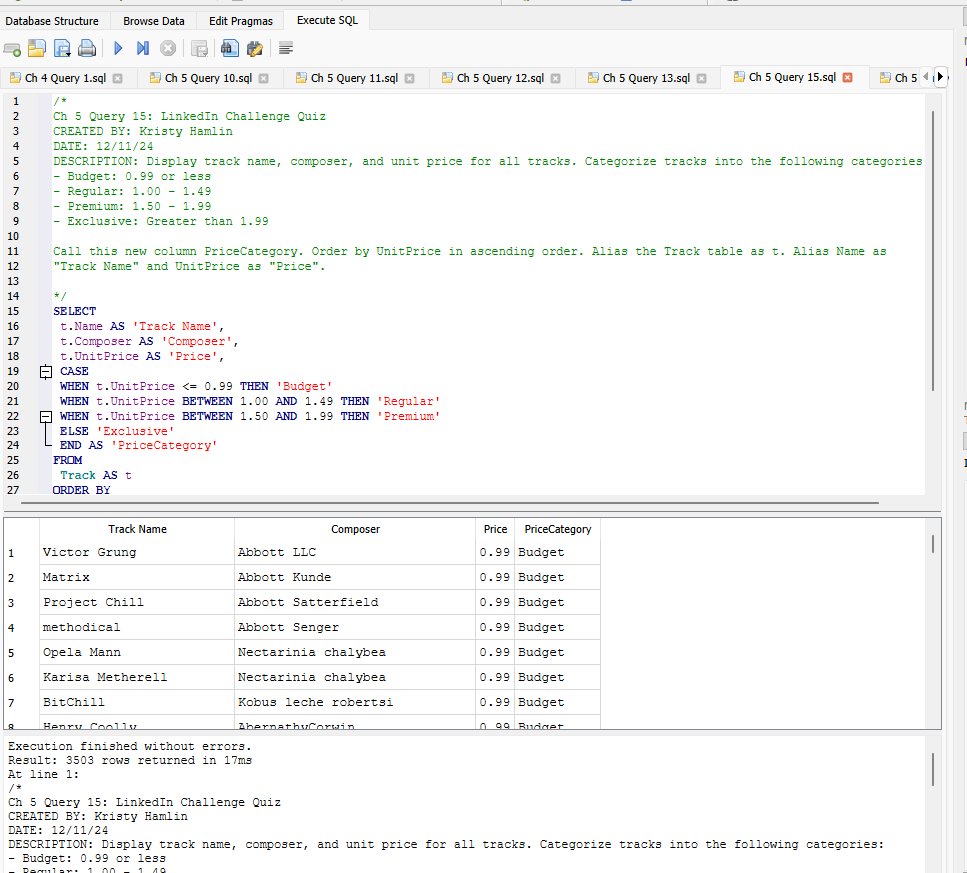 Database Structure Browse Data Edit Pragmas Execute SQL
Ch 4 Query 1.sql Ch 5 Query 10.sql Ch 5 Query 11.sql Ch 5 Query 12.sql Ch 5 Query 13.sql Ch 5 Query 15.sql Ch 5
1 /*
2 Ch 5 Query 15: LinkedIn Challenge Quiz
3 CREATED BY: Kristy Hamlin
4 DATE: 12/11/24
5 DESCRIPTION: Display track name, composer, and unit price for all tracks. Categorize tracks into the following categories
6 - Budget: 0.99 or less
7 - Regular: 1.00 - 1.49
8 - Premium: 1.50 - 1.99
9 - Exclusive: Greater than 1.99
10
11 Call this new column PriceCategory. Order by UnitPrice in ascending order. Alias the Track table as t. Alias Name as
12 "Track Name" and UnitPrice as "Price".
13
14 */
15 SELECT
16 t.Name AS 'Track Name',
17 t.Composer AS 'Composer',
18 t.UnitPrice AS 'Price',
19 CASE
20 WHEN t.UnitPrice <= 0.99 THEN 'Budget'
21 WHEN t.UnitPrice BETWEEN 1.00 AND 1.49 THEN 'Regular'
22 WHEN t.UnitPrice BETWEEN 1.50 AND 1.99 THEN 'Premium'
23 ELSE 'Exclusive'
24 END AS 'PriceCategory'
25 FROM
26 Track AS t
27 ORDER BY
Track Name Composer Price PriceCategory
1 Victor Grung Abbott LLC 0.99 Budget
2 Matrix Abbott Kunde 0.99 Budget
3 Project Chill Abbott Satterfield 0.99 Budget
4 methodical Abbott Senger 0.99 Budget
5 Opela Mann Nectarinia chalybea 0.99 Budget
6 Karisa Metherell Nectarinia chalybea 0.99 Budget
7 BitChill Kobus leche robertsi 0.99 Budget
8 Henry Coolly AbernathyCorwin 0.99 Budget
Execution finished without errors.
Result: 3503 rows returned in 17ms
At line 1:
/*
Ch 5 Query 15: LinkedIn Challenge Quiz
CREATED BY: Kristy Hamlin
DATE: 12/11/24
DESCRIPTION: Display track name, composer, and unit price for all tracks. Categorize tracks into the following categories:
- Budget: 0.99 or less
- Regular: 1.00 - 1.49